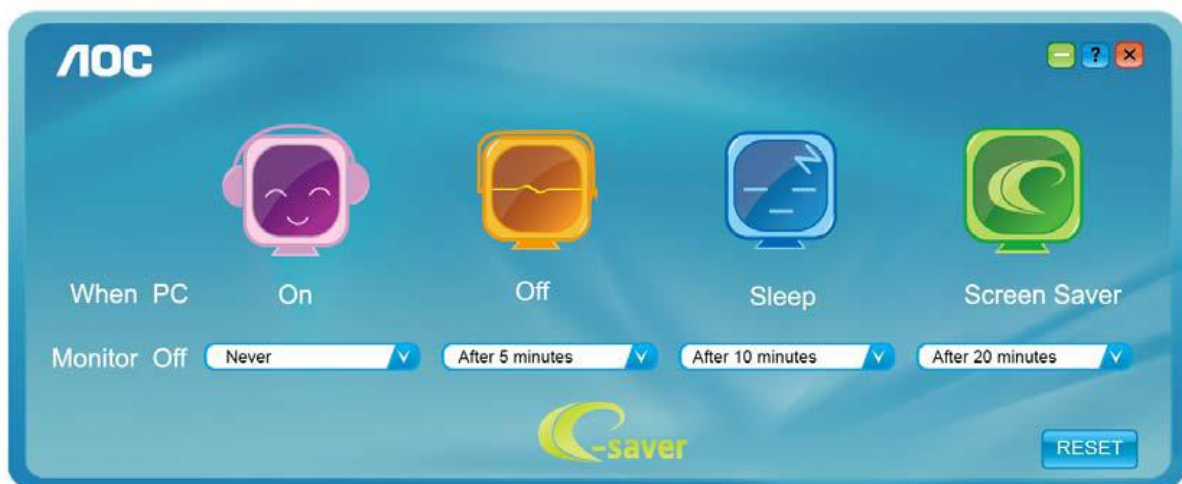 AOC
?
When PC On Off Sleep Screen Saver
Monitor Off Never After 5 minutes After 10 minutes After 20 minutes
e-saver
RESET